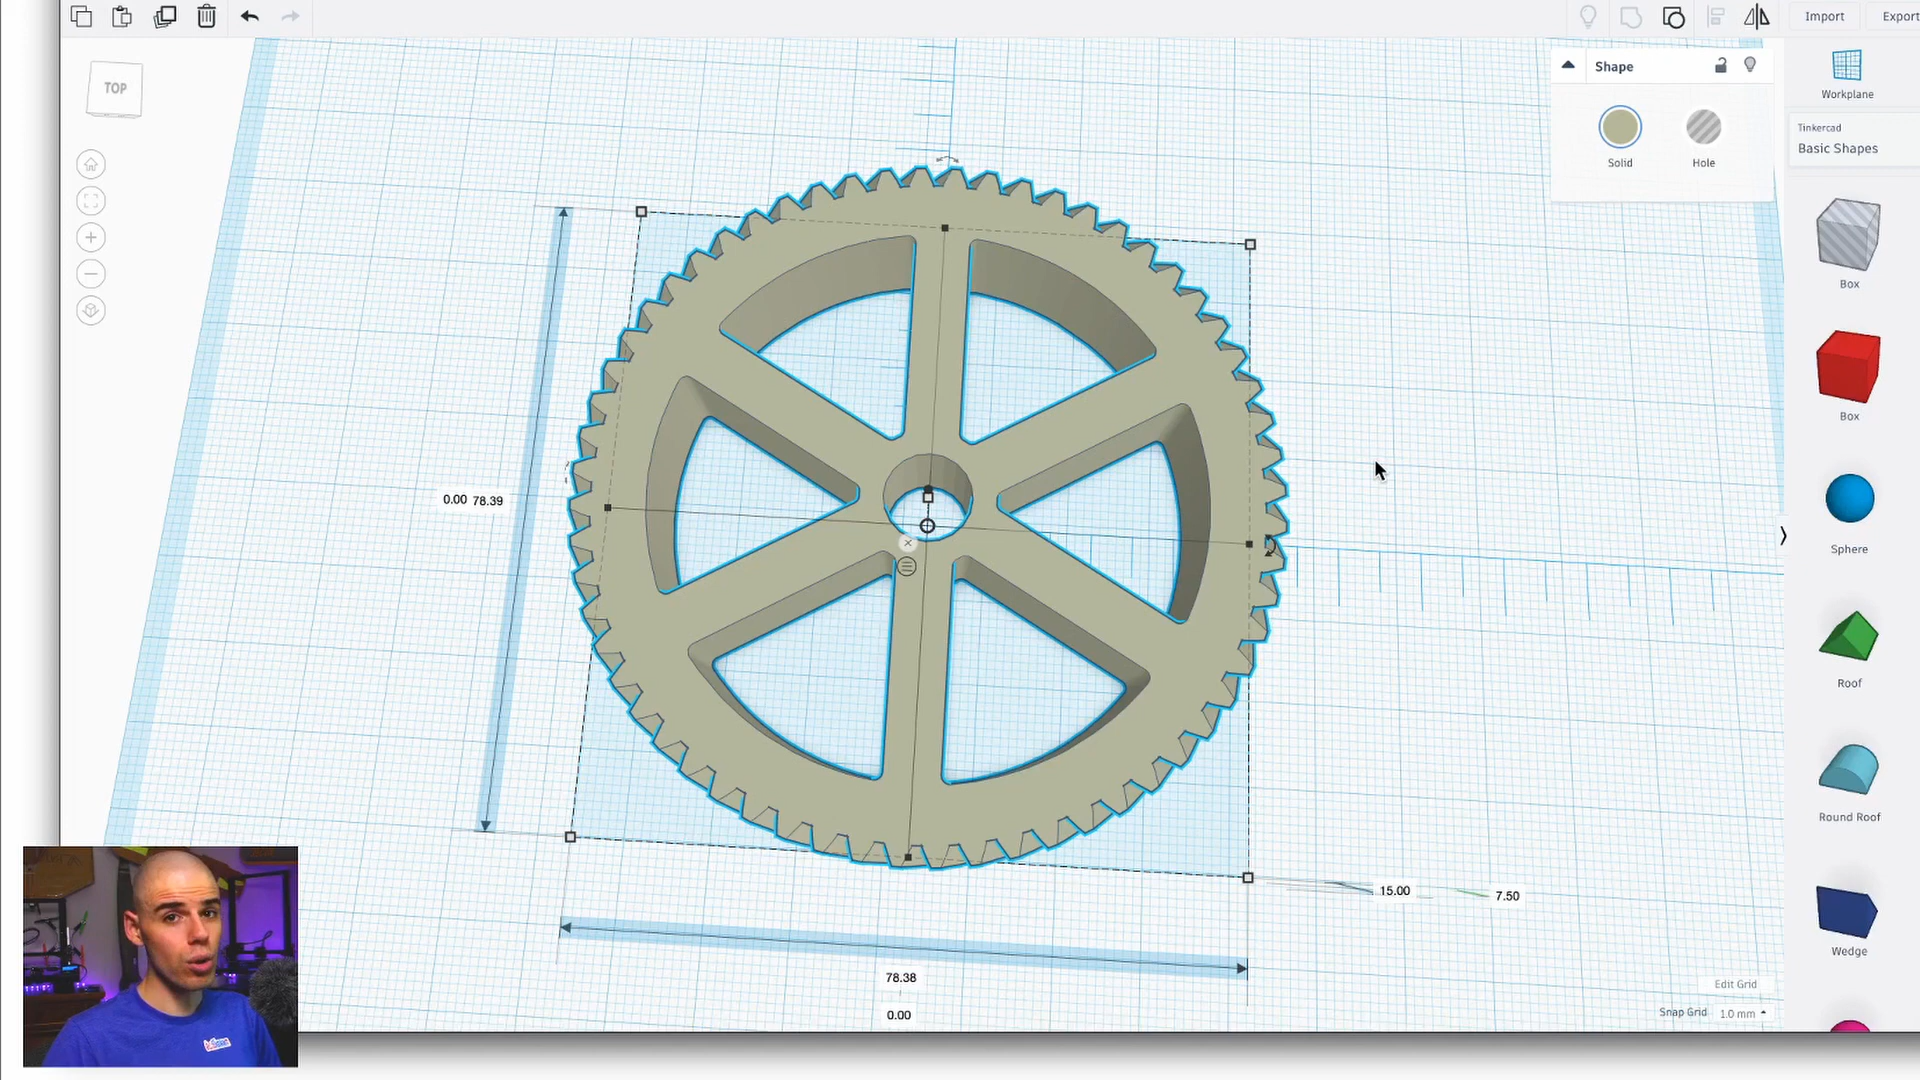 Import
Export
TOP
Shape
Solid
Hole
Workplane
Tinkercad
Basic Shapes
Box
Box
Sphere
Roof
Round Roof
Wedge
0.00 78.39
15.00
7.50
78.38
0.00
Edit Grid
Snap Grid 1.0 mm